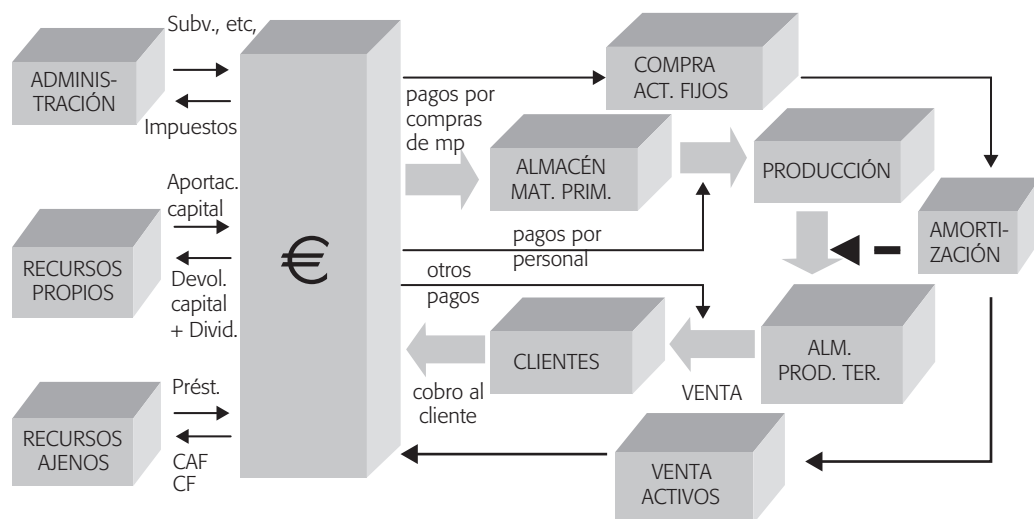 Subv., etc,
ADMINIS-
TRACIÓN
Impuestos
Aportac.
capital
RECURSOS
PROPIOS
Devol.
capital
+ Divid.
Prést.
RECURSOS
AJENOS
CAF
CF
€
pagos por
compras
de mp
COMPRA
ACT. FIJOS
ALMACÉN
MAT. PRIM.
PRODUCCIÓN
pagos por
personal
AMORTI-
ZACIÓN
otros
pagos
CLIENTES
cobro al
cliente
VENTA
ALM.
PROD. TER.
VENTA
ACTIVOS